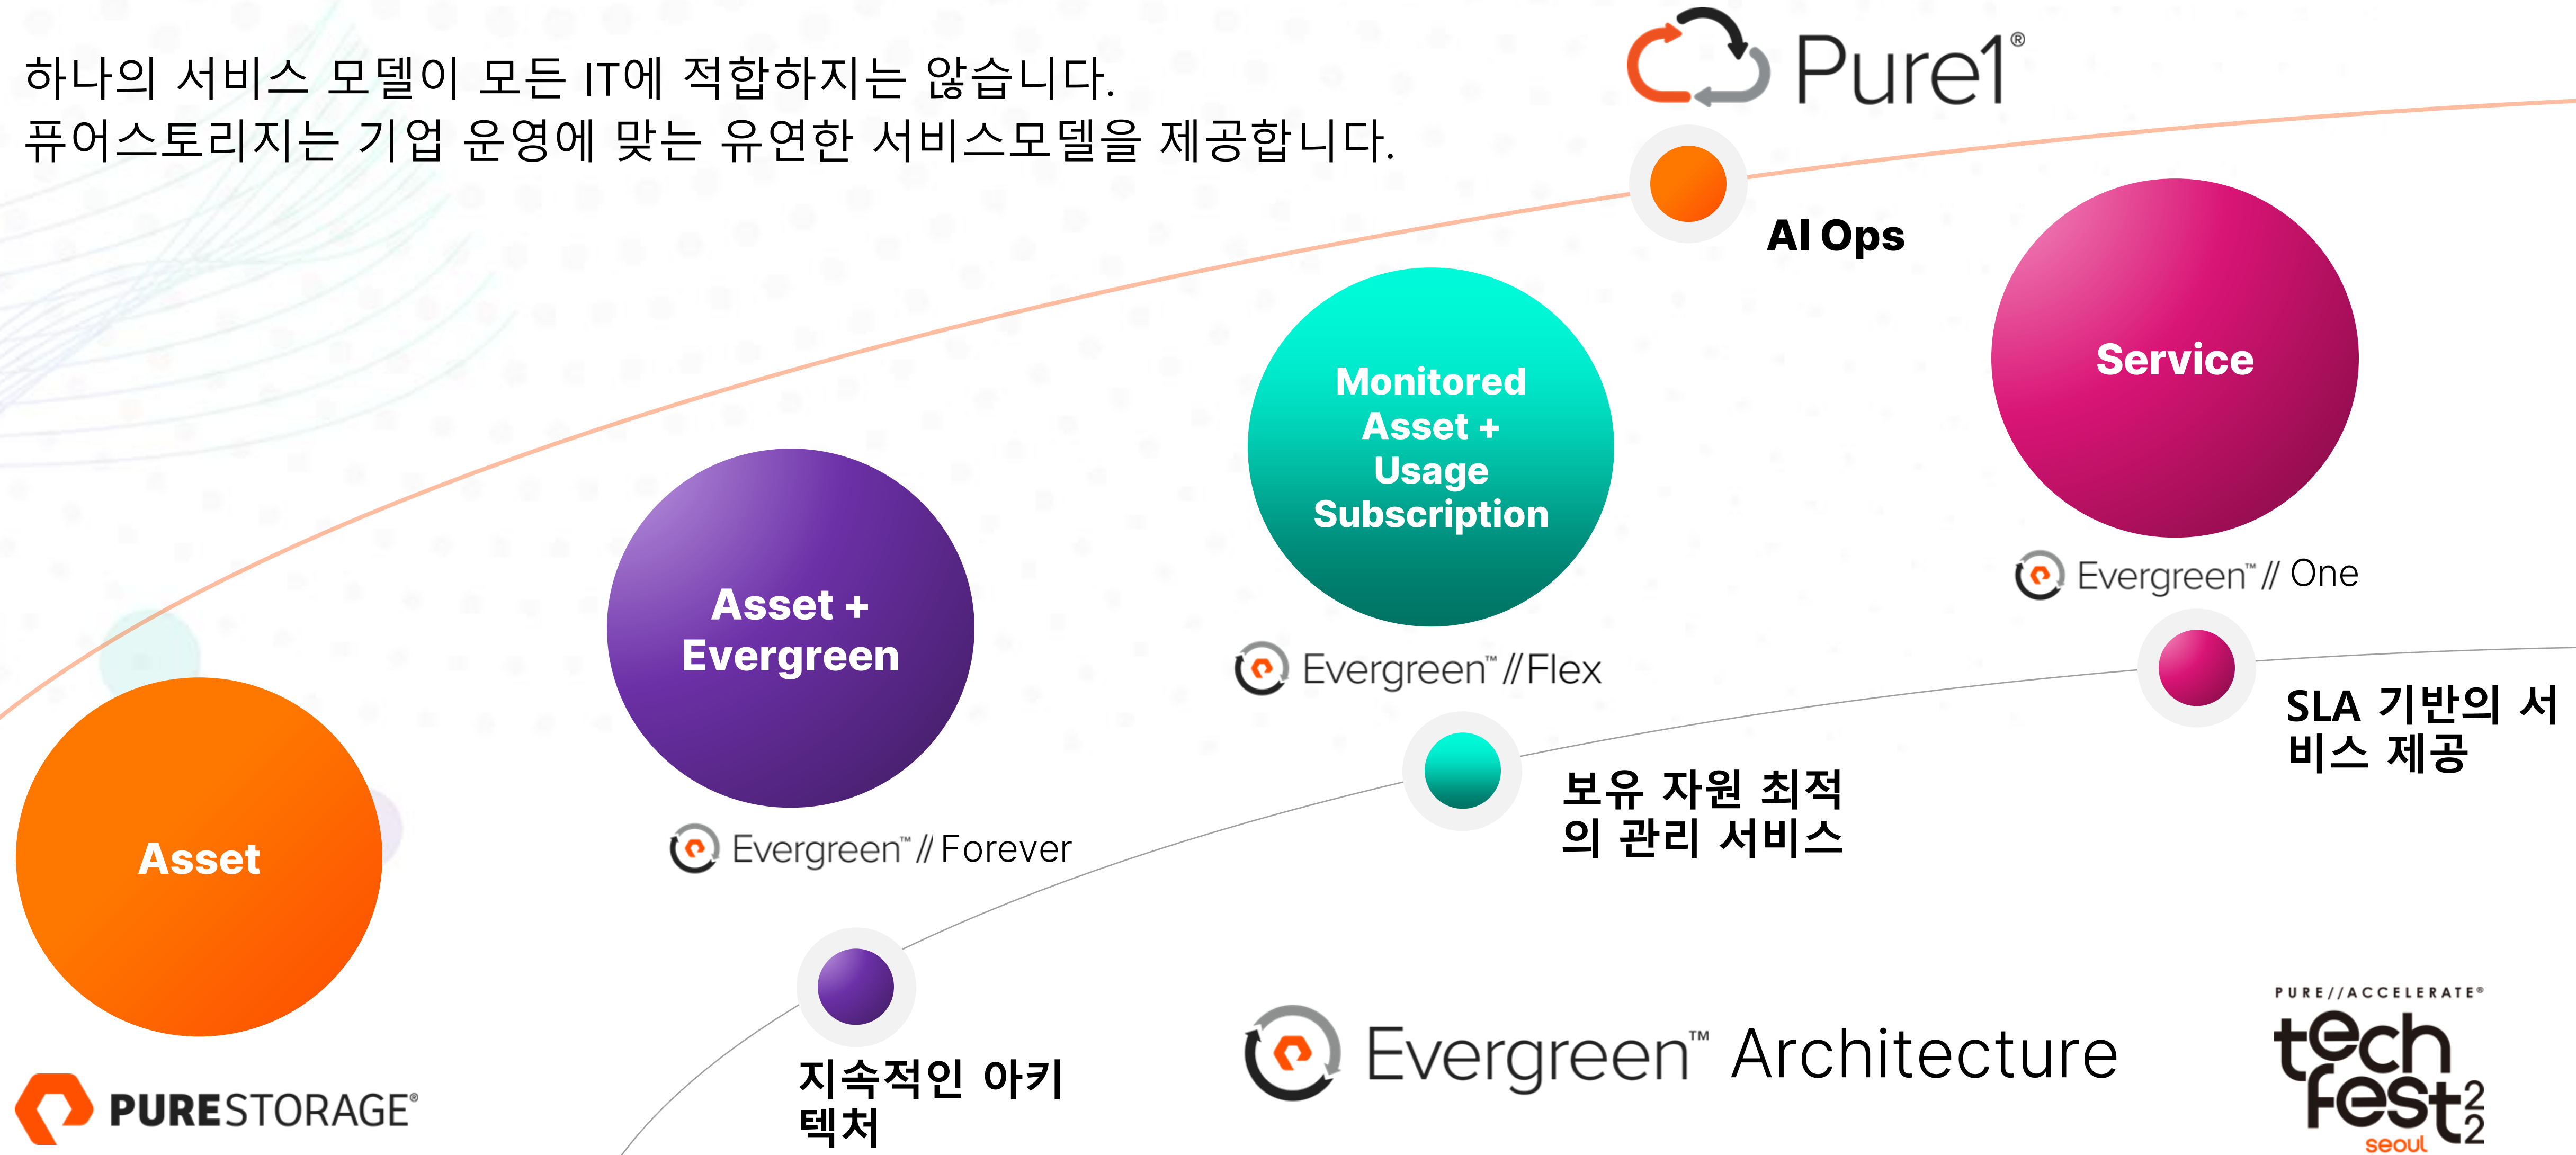 하나의 서비스 모델이 모든 IT에 적합하지는 않습니다.
퓨어스토리지는 기업 운영에 맞는 유연한 서비스모델을 제공합니다.
Pure1®
AI Ops
Service
Evergreen™// One
SLA 기반의 서
비스 제공
Monitored
Asset +
Usage
Subscription
Evergreen™//Flex
보유 자원 최적
의 관리 서비스
Asset +
Evergreen
Evergreen™//Forever
지속적인 아키
텍처
Asset
PURESTORAGE®
Evergreen™ Architecture
PURE//ACCELERATE®
tech
fest22
seoul